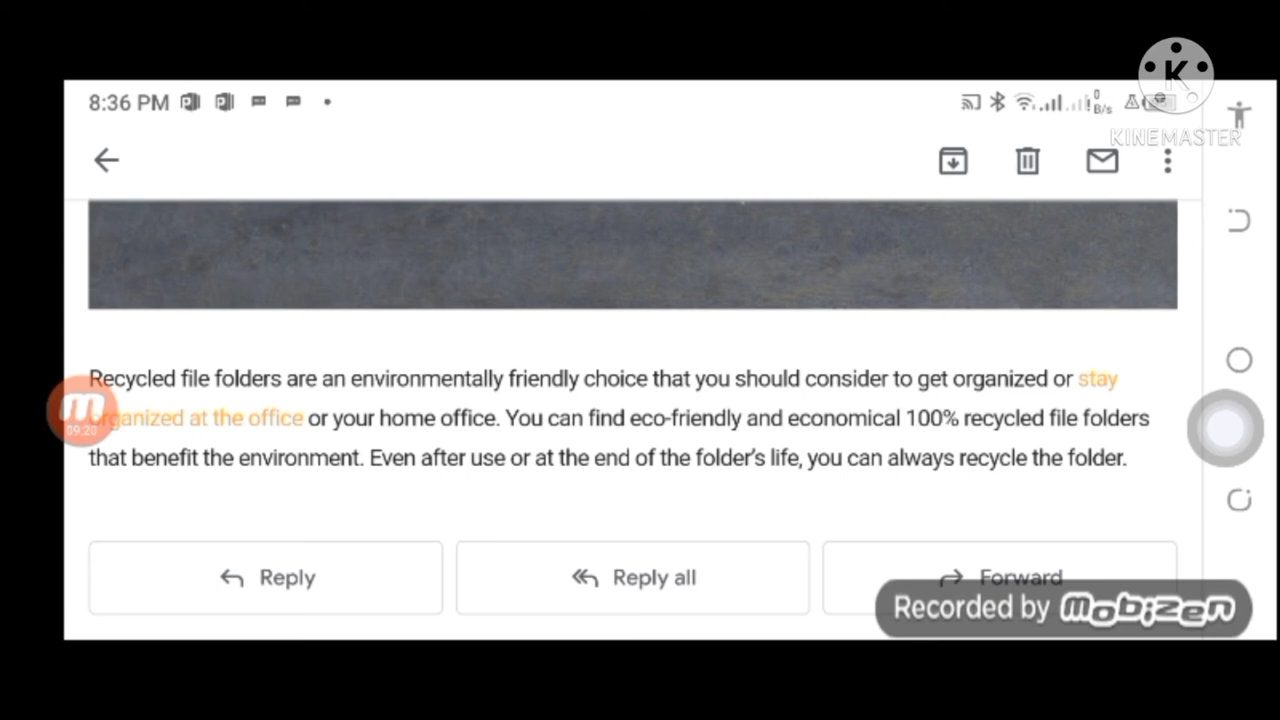 8:36 PM
KINEMASTER
Recycled file folders are an environmentally friendly choice that you should consider to get organized or stay
organized at the office or your home office. You can find eco-friendly and economical 100% recycled file folders
that benefit the environment. Even after use or at the end of the folder's life, you can always recycle the folder.
09:20
Reply
Reply all
Forward
Recorded by mobizen